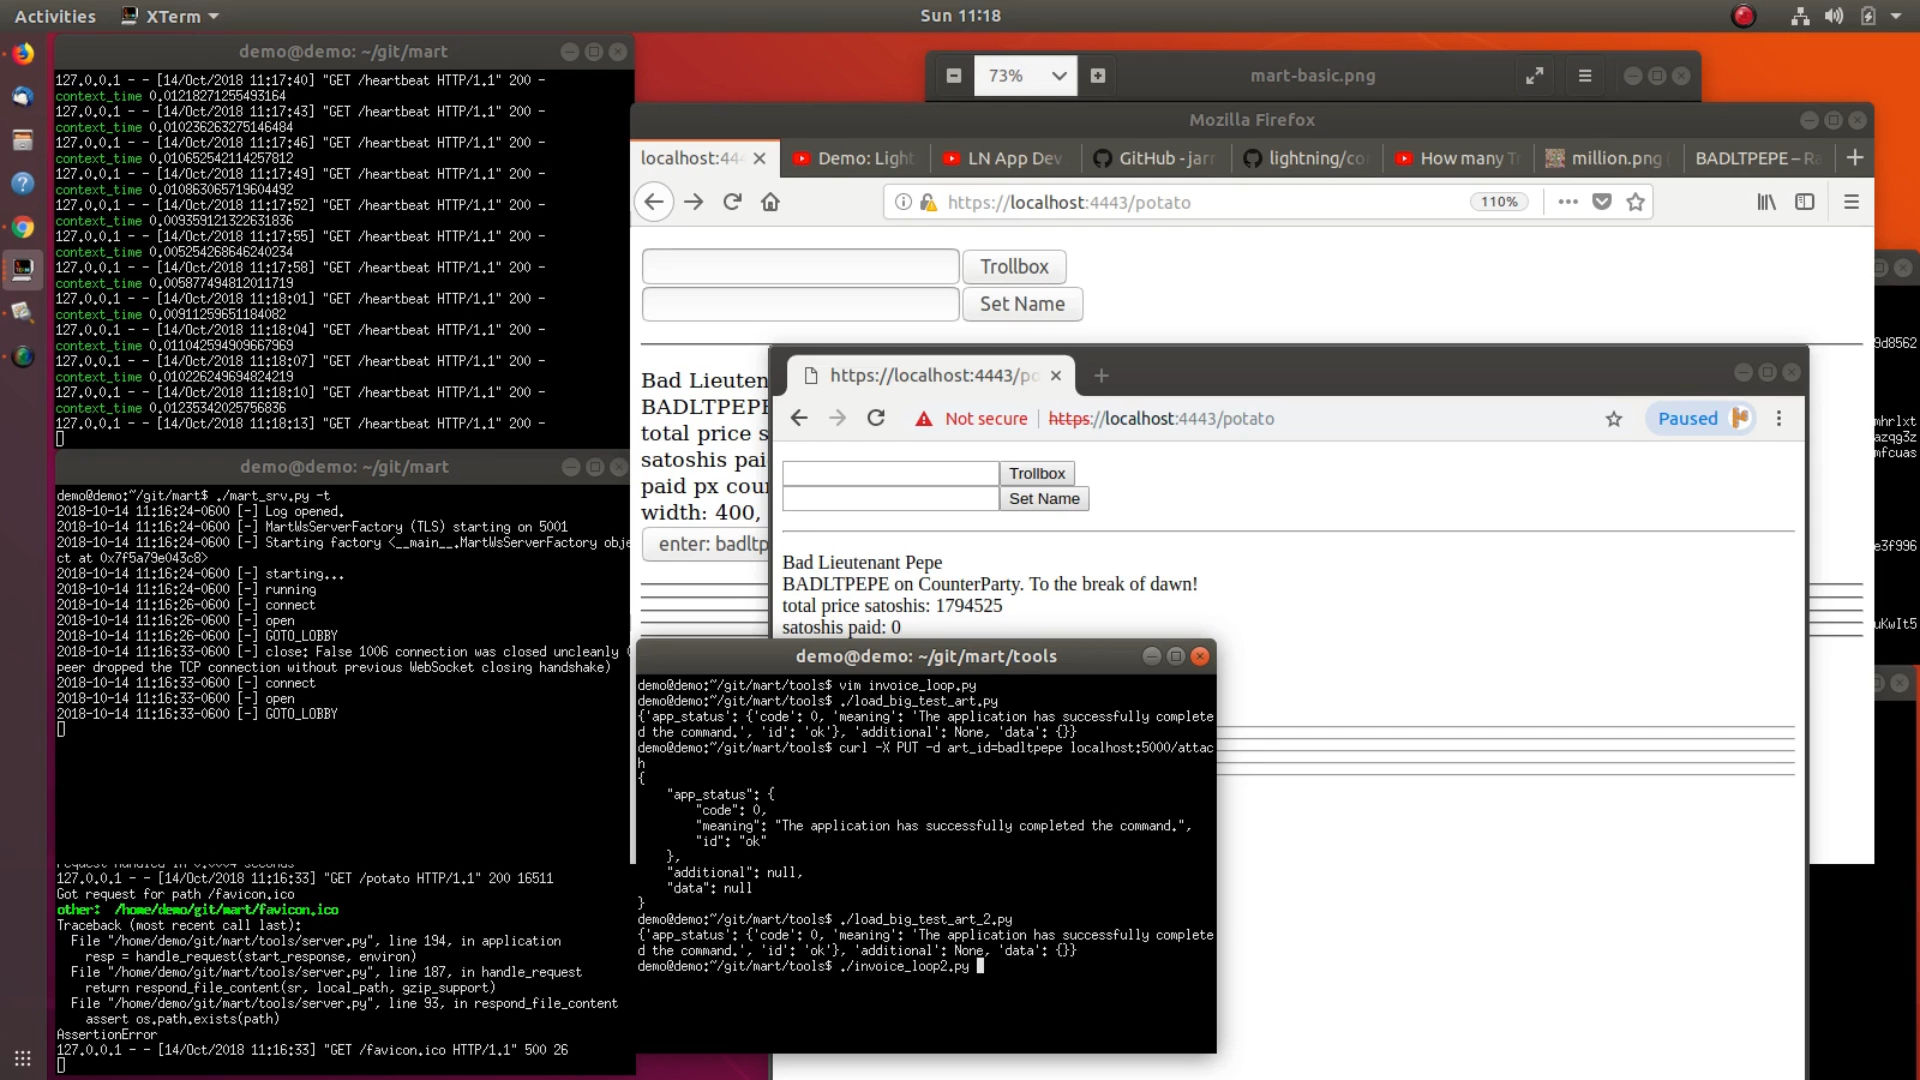 Activities
XTerm
Sun 11:18
demo@demo: ~/git/mart
127.0.0.1 - - [14/Oct/2018 11:17:40] "GET /heartbeat HTTP/1.1" 200 -
context_time 0.01218271255493164
127.0.0.1 - - [14/Oct/2018 11:17:43] "GET /heartbeat HTTP/1.1" 200 -
context_time 0.010236263275146484
127.0.0.1 - - [14/Oct/2018 11:17:46] "GET /heartbeat HTTP/1.1" 200 -
context_time 0.010652542114257812
127.0.0.1 - - [14/Oct/2018 11:17:49] "GET /heartbeat HTTP/1.1" 200 -
context_time 0.010863065719604492
127.0.0.1 - - [14/Oct/2018 11:17:52] "GET /heartbeat HTTP/1.1" 200 -
context_time 0.009359121322631836
127.0.0.1 - - [14/Oct/2018 11:17:55] "GET /heartbeat HTTP/1.1" 200 -
context_time 0.005254268646240234
127.0.0.1 - - [14/Oct/2018 11:17:58] "GET /heartbeat HTTP/1.1" 200 -
context_time 0.005877494812011719
127.0.0.1 - - [14/Oct/2018 11:18:01] "GET /heartbeat HTTP/1.1" 200 -
context_time 0.00911259651184082
127.0.0.1 - - [14/Oct/2018 11:18:04] "GET /heartbeat HTTP/1.1" 200 -
context_time 0.011042594909667969
127.0.0.1 - - [14/Oct/2018 11:18:07] "GET /heartbeat HTTP/1.1" 200 -
context_time 0.010226249694824219
127.0.0.1 - - [14/Oct/2018 11:18:10] "GET /heartbeat HTTP/1.1" 200 -
context_time 0.01235342025756836
127.0.0.1 - - [14/Oct/2018 11:18:13] "GET /heartbeat HTTP/1.1" 200 -
demo@demo: ~/git/mart
demo@demo:~/git/mart$ ./mart_srv.py -t
2018-10-14 11:16:24-0600 [-] Log opened.
2018-10-14 11:16:24-0600 [-] MartWsServerFactory (TLS) starting on 5001
2018-10-14 11:16:24-0600 [-] Starting factory <__main__.MartWsServerFactory obje
ct at 0x7f5a79e043c8>
2018-10-14 11:16:24-0600 [-] starting...
2018-10-14 11:16:24-0600 [-] running
2018-10-14 11:16:26-0600 [-] connect
2018-10-14 11:16:26-0600 [-] open
2018-10-14 11:16:26-0600 [-] GOTO_LOBBY
2018-10-14 11:16:33-0600 [-] close: False 1006 connection was closed uncleanly (
peer dropped the TCP connection without previous WebSocket closing handshake)
2018-10-14 11:16:33-0600 [-] connect
2018-10-14 11:16:33-0600 [-] open
2018-10-14 11:16:33-0600 [-] GOTO_LOBBY
127.0.0.1 - - [14/Oct/2018 11:16:33] "GET /potato HTTP/1.1" 200 16511
Got request for path /favicon.ico
other: /home/demo/git/mart/favicon.ico
Traceback (most recent call last):
File "/home/demo/git/mart/tools/server.py", line 194, in application
resp = handle_request(start_response, environ)
File "/home/demo/git/mart/tools/server.py", line 187, in handle_request
return respond_file_content(sr, local_path, gzip_support)
File "/home/demo/git/mart/tools/server.py", line 93, in respond_file_content
assert os.path.exists(path)
AssertionError
127.0.0.1 - - [14/Oct/2018 11:16:33] "GET /favicon.ico HTTP/1.1" 500 26
73%
mart-basic.png
Mozilla Firefox
localhost:444
Demo: Light
LN App Dev
GitHub - jarr
lightning/co
How many T
million.png (
BADLTPEPE – Ra
https://localhost:4443/potato
110%
Trollbox
Set Name
Bad Lieutenan
BADLTPEPE
total price s
satoshis pai
paid px cou
width: 400,
enter: badltp
https://localhost:4443/po
Not secure
https://localhost:4443/potato
Paused
Trollbox
Set Name
Bad Lieutenant Pepe
BADLTPEPE on CounterParty. To the break of dawn!
total price satoshis: 1794525
satoshis paid: 0
demo@demo: ~/git/mart/tools
demo@demo:~/git/mart/tools$ vim invoice_loop.py
demo@demo:~/git/mart/tools$ ./load_big_test_art.py
{'app_status': {'code': 0, 'meaning': 'The application has successfully complete
d the command.', 'id': 'ok'}, 'additional': None, 'data': {}}
demo@demo:~/git/mart/tools$ curl -X PUT -d art_id=badltpepe localhost:5000/attac
h
{
"app_status": {
"code": 0,
"meaning": "The application has successfully completed the command.",
"id": "ok"
},
"additional": null,
"data": null
}
demo@demo:~/git/mart/tools$ ./load_big_test_art_2.py
{'app_status': {'code': 0, 'meaning': 'The application has successfully complete
d the command.', 'id': 'ok'}, 'additional': None, 'data': {}}
demo@demo:~/git/mart/tools$ ./invoice_loop2.py
9d8562
mhrlxt
azqg3z
mfcuas
e3f996
uKwIt5